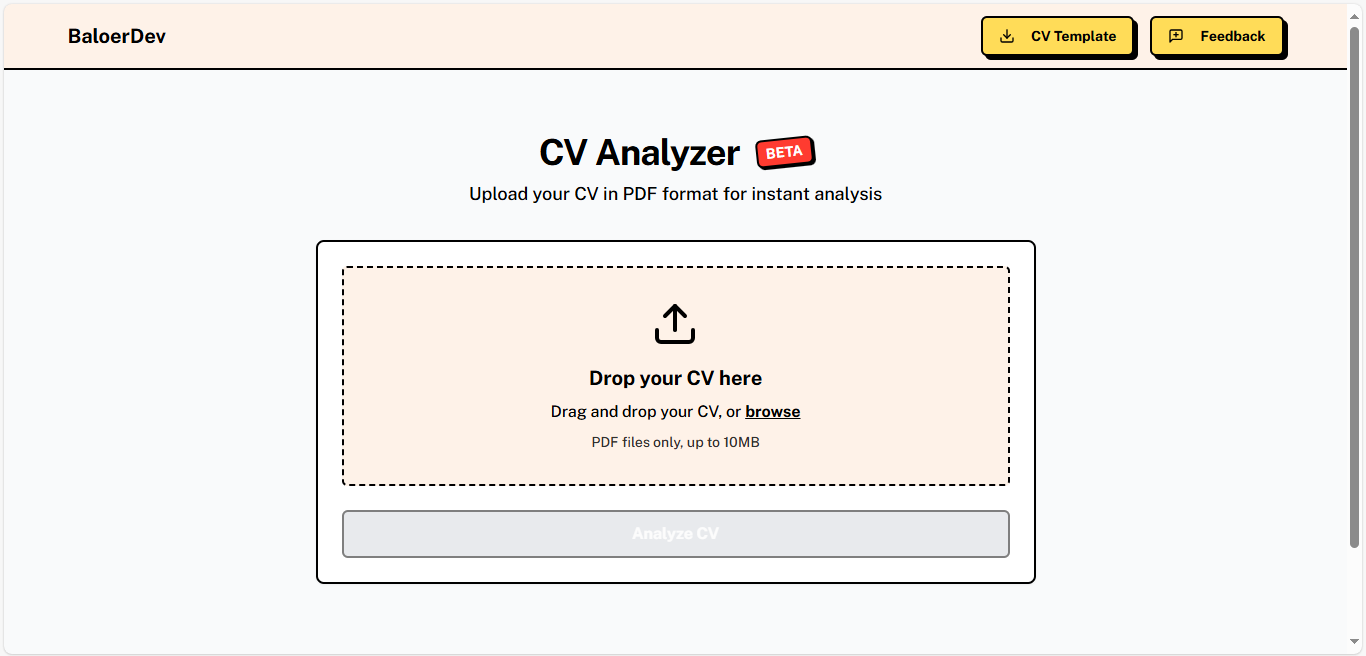 BaloerDev
CV Template
Feedback
CV Analyzer BETA
Upload your CV in PDF format for instant analysis
Drop your CV here
Drag and drop your CV, or browse
PDF files only, up to 10MB
Analyze CV